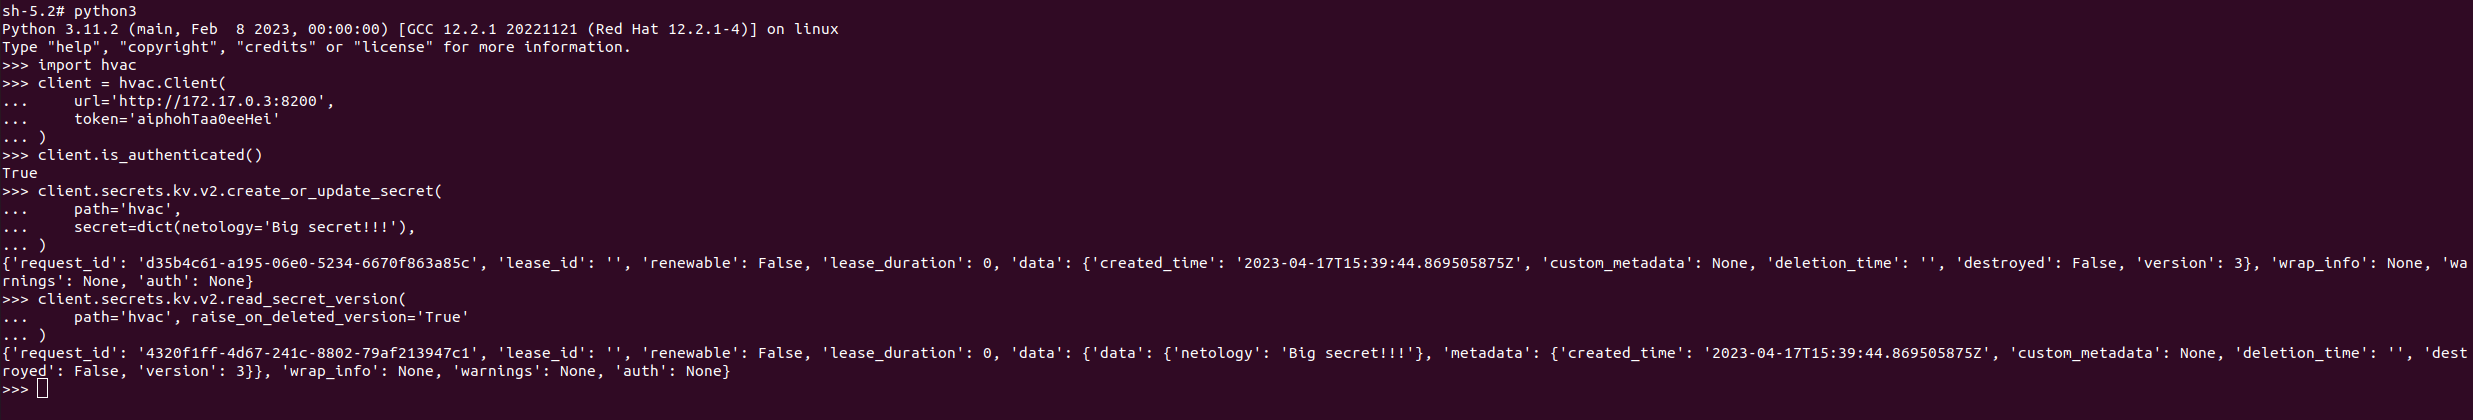 sh-5.2# python3
Python 3.11.2 (main, Feb  8 2023, 00:00:00) [GCC 12.2.1 20221121 (Red Hat 12.2.1-4)] on linux
Type "help", "copyright", "credits" or "license" for more information.
>>> import hvac
>>> client = hvac.Client(
...     url='http://172.17.0.3:8200',
...     token='aiphohTaa0eeHei'
... )
>>> client.is_authenticated()
True
>>> client.secrets.kv.v2.create_or_update_secret(
...     path='hvac',
...     secret=dict(netology='Big secret!!!'),
... )
{'request_id': 'd35b4c61-a195-06e0-5234-6670f863a85c', 'lease_id': '', 'renewable': False, 'lease_duration': 0, 'data': {'created_time': '2023-04-17T15:39:44.869505875Z', 'custom_metadata': None, 'deletion_time': '', 'destroyed': False, 'version': 3}, 'wrap_info': None, 'wa
rnings': None, 'auth': None}
>>> client.secrets.kv.v2.read_secret_version(
...     path='hvac', raise_on_deleted_version='True'
... )
{'request_id': '4320f1ff-4d67-241c-8802-79af213947c1', 'lease_id': '', 'renewable': False, 'lease_duration': 0, 'data': {'data': {'netology': 'Big secret!!!'}, 'metadata': {'created_time': '2023-04-17T15:39:44.869505875Z', 'custom_metadata': None, 'deletion_time': '', 'dest
royed': False, 'version': 3}}, 'wrap_info': None, 'warnings': None, 'auth': None}
>>>